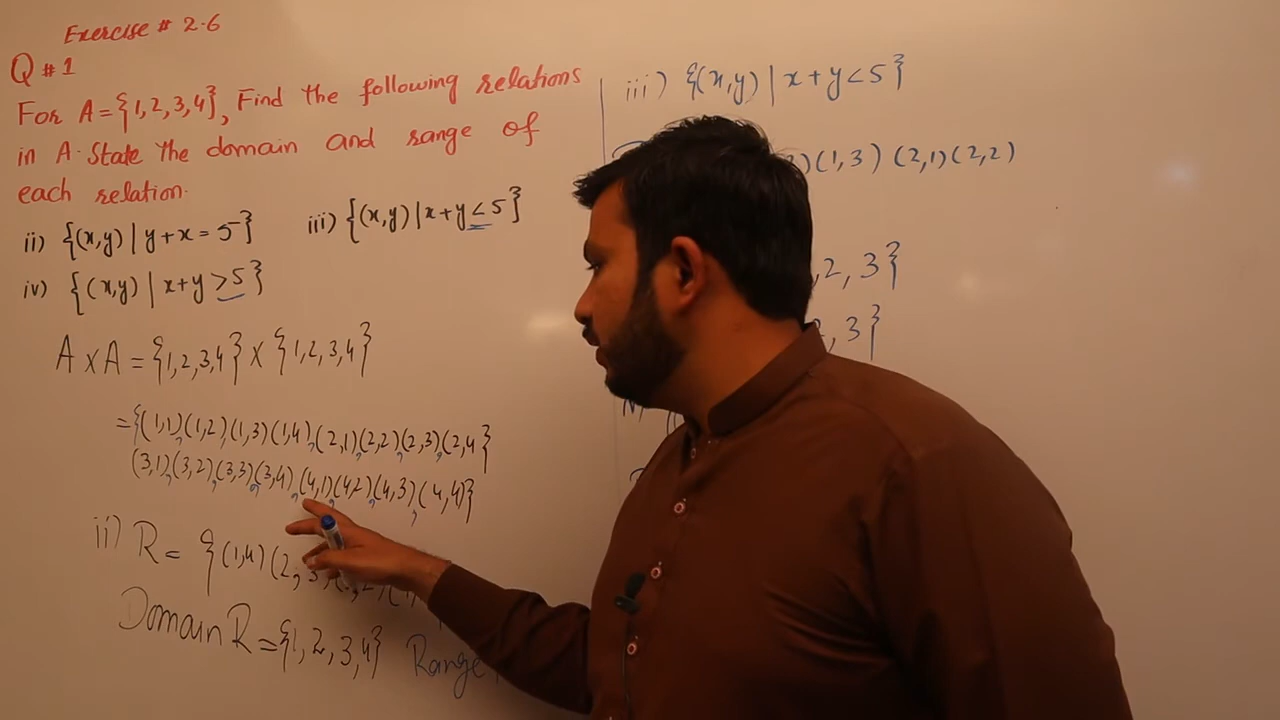 Exercise # 2.6
Q # 1
For A = {1,2,3,4}, Find the following relations
in A. State the domain and range of
each relation.
ii) {(x,y) | y + x = 5}
iii) {(x,y) | x + y < 5}
iv) {(x,y) | x + y > 5}
A x A = {1,2,3,4} x {1,2,3,4}
= {(1,1),(1,2),(1,3)(1,4),(2,1),(2,2),(2,3),(2,4}
(3,1),(3,2),(3,3),(3,4),(4,1),(4,2),(4,3),(4,4)}
ii) R = {(1,4)(2,3)
Domain R = {1,2,3,4} Range
iii) {(x,y) | x + y < 5}
)(1,3)(2,1)(2,2)
,2,3}
,3}